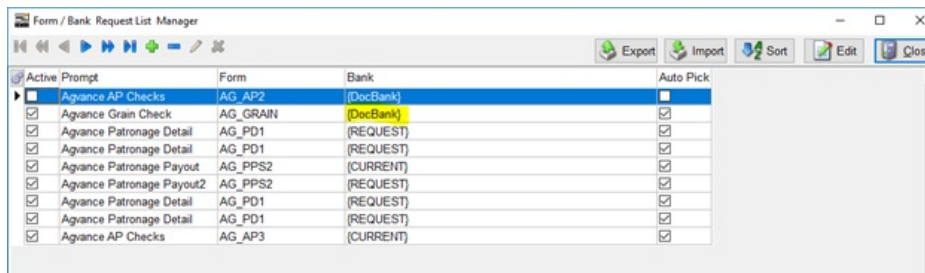 Form / Bank Request List Manager
Export Import Sort Edit Clos
Active Prompt Form Bank Auto Pick
Agvance AP Checks AG_AP2 {DocBank}
Agvance Grain Check AG_GRAIN {DocBank}
Agvance Patronage Detail AG_PD1 {REQUEST}
Agvance Patronage Detail AG_PD1 {REQUEST}
Agvance Patronage Payout AG_PPS2 {CURRENT}
Agvance Patronage Payout2 AG_PPS2 {REQUEST}
Agvance Patronage Detail AG_PD1 {REQUEST}
Agvance Patronage Detail AG_PD1 {REQUEST}
Agvance AP Checks AG_AP3 {CURRENT}